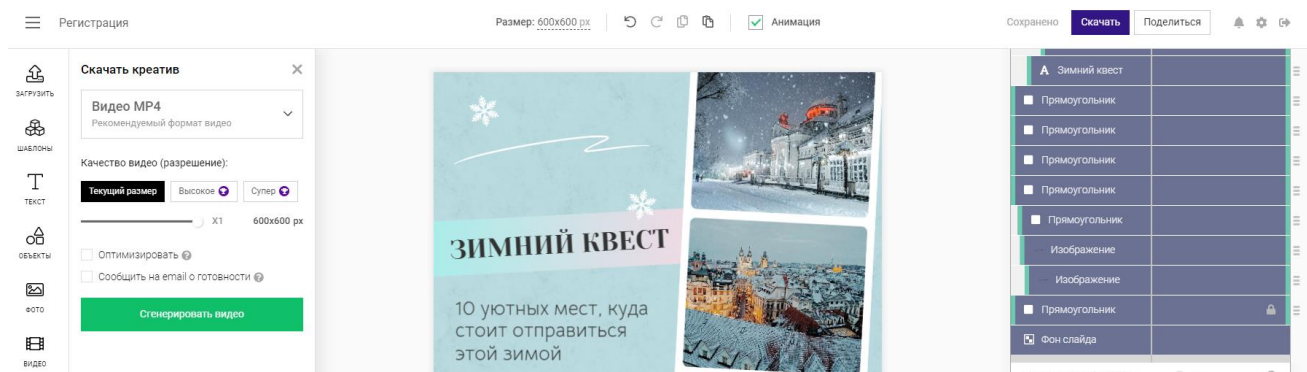 Регистрация
Размер: 600x600 px
Анимация
Сохранено
Скачать
Поделиться
ЗАГРУЗИТЬ
ШАБЛОНЫ
ТЕКСТ
ОБЪЕКТЫ
ФОТО
ВИДЕО
Скачать креатив
Видео MP4
Рекомендуемый формат видео
Качество видео (разрешение):
Текущий размер
Высокое
Супер
X1
600x600 px
Оптимизировать
Сообщить на email о готовности
Сгенерировать видео
ЗИМНИЙ КВЕСТ
10 уютных мест, куда
стоит отправиться
этой зимой
A Зимний квест
Прямоугольник
Прямоугольник
Прямоугольник
Прямоугольник
Прямоугольник
Изображение
Изображение
Прямоугольник
Фон слайда